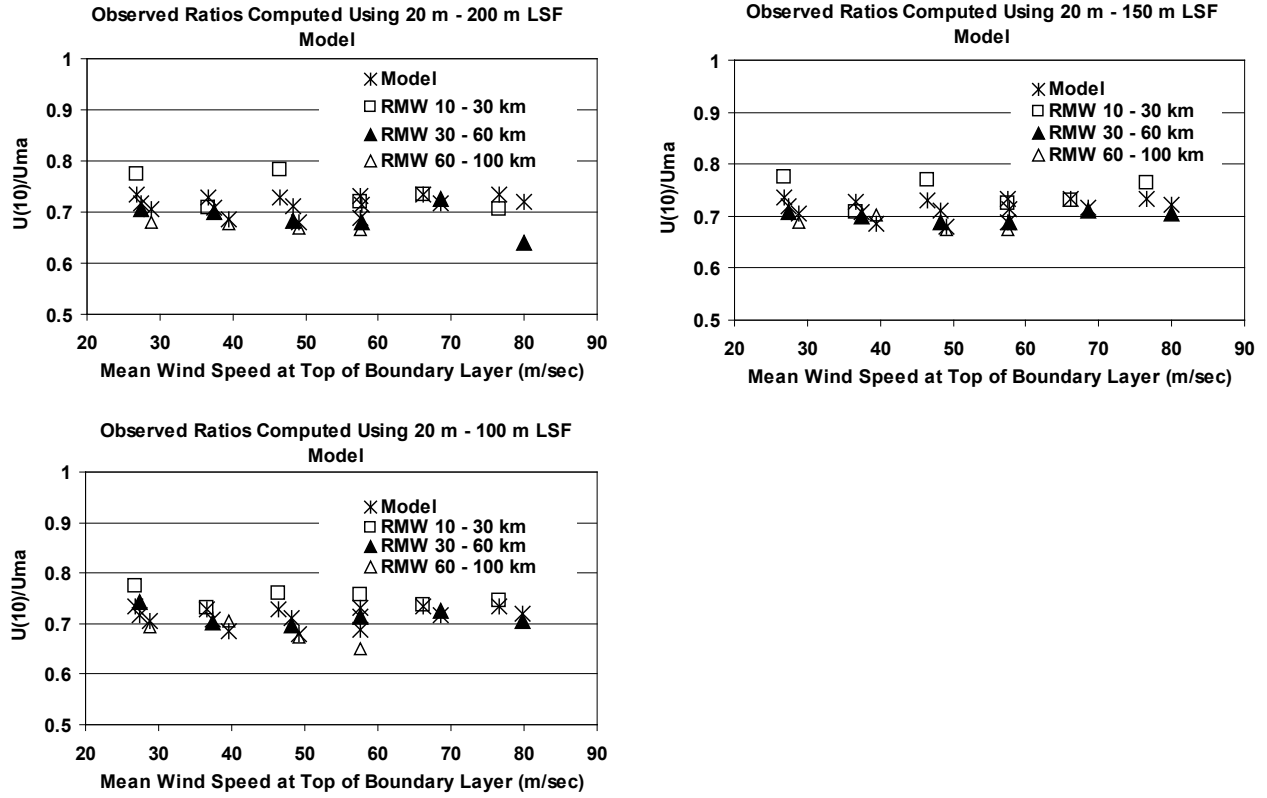 Observed Ratios Computed Using 20 m - 200 m LSF
Model
1
0.9
0.8
0.7
0.6
0.5
U(10)/Uma
Model
RMW 10 - 30 km
RMW 30 - 60 km
RMW 60 - 100 km
20 30 40 50 60 70 80 90
Mean Wind Speed at Top of Boundary Layer (m/sec)
Observed Ratios Computed Using 20 m - 150 m LSF
Model
1
0.9
0.8
0.7
0.6
0.5
U(10)/Uma
Model
RMW 10 - 30 km
RMW 30 - 60 km
RMW 60 - 100 km
20 30 40 50 60 70 80 90
Mean Wind Speed at Top of Boundary Layer (m/sec)
Observed Ratios Computed Using 20 m - 100 m LSF
Model
1
0.9
0.8
0.7
0.6
0.5
U(10)/Uma
Model
RMW 10 - 30 km
RMW 30 - 60 km
RMW 60 - 100 km
20 30 40 50 60 70 80 90
Mean Wind Speed at Top of Boundary Layer (m/sec)